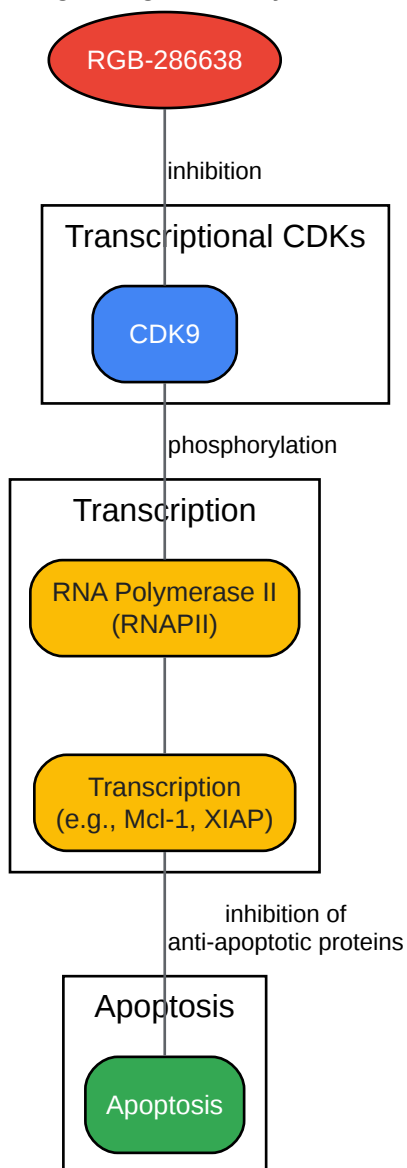 RGB-286638
inhibition
Transcriptional CDKs
CDK9
phosphorylation
Transcription
RNA Polymerase II
(RNAPII)
Transcription
(e.g., Mcl-1, XIAP)
inhibition of
anti-apoptotic proteins
Apoptosis
Apoptosis